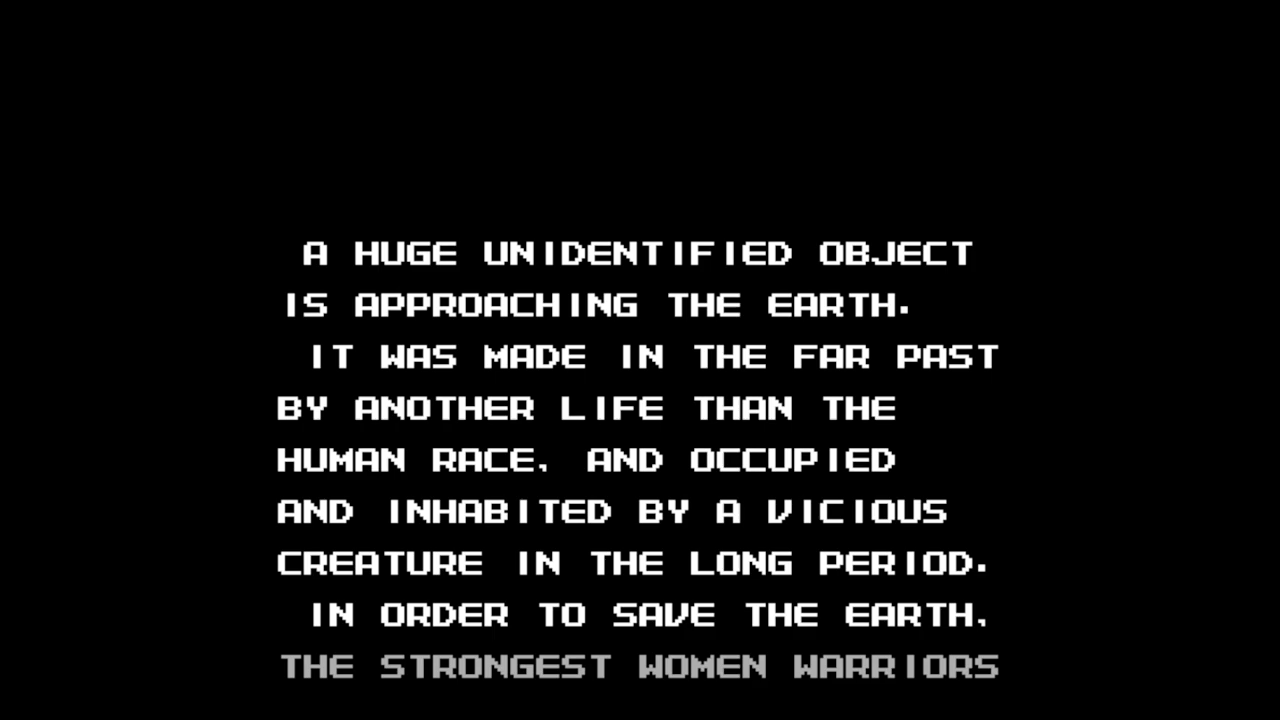 A HUGE UNIDENTIFIED OBJECT
IS APPROACHING THE EARTH.
IT WAS MADE IN THE FAR PAST
BY ANOTHER LIFE THAN THE
HUMAN RACE, AND OCCUPIED
AND INHABITED BY A VICIOUS
CREATURE IN THE LONG PERIOD.
IN ORDER TO SAVE THE EARTH,
THE STRONGEST WOMEN WARRIORS